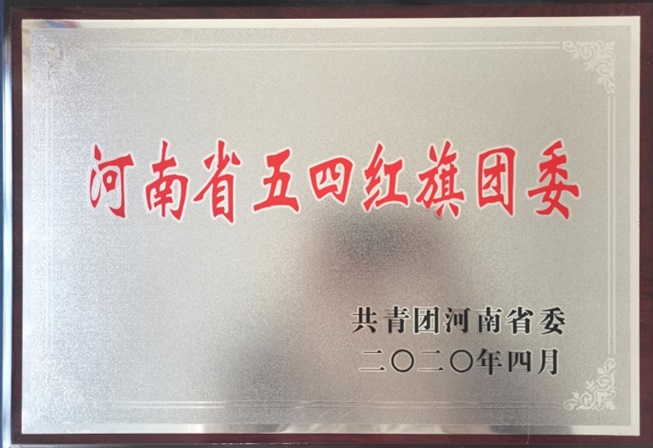 河南省五四红旗团委
共青团河南省委
二〇二〇年四月